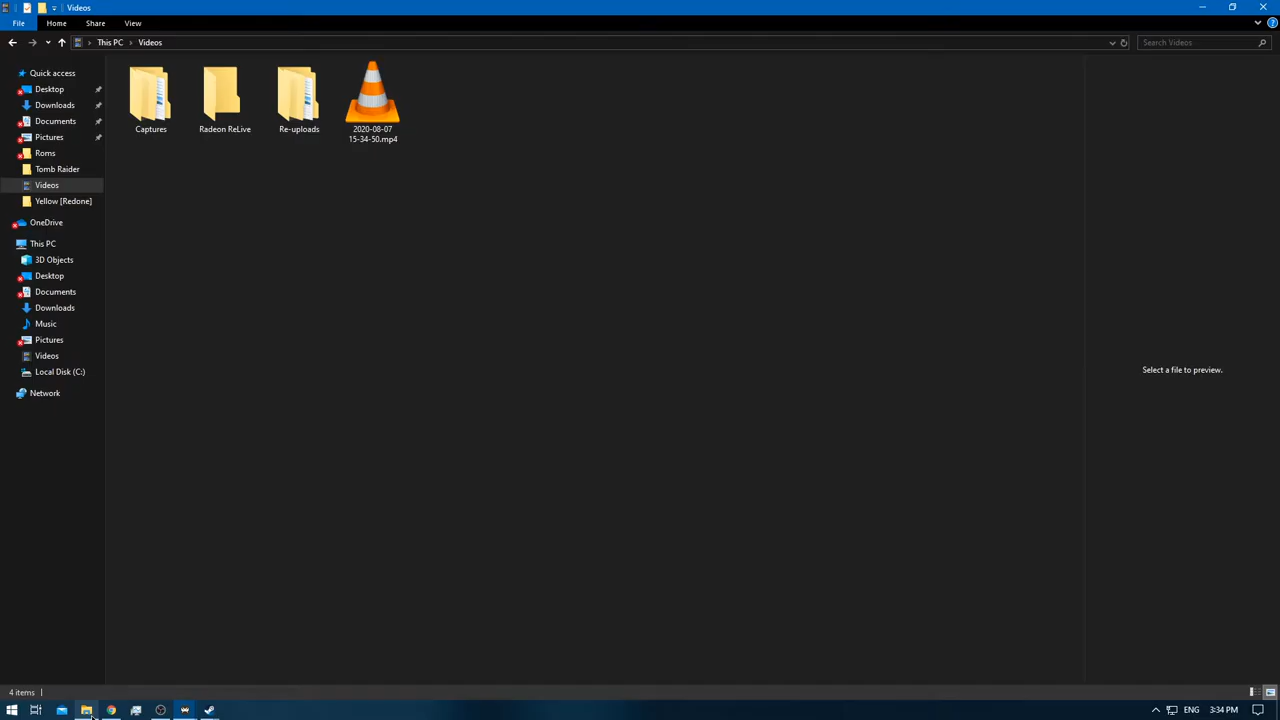 Videos
File Home Share View
This PC Videos
Search Videos
Quick access
Desktop
Downloads
Documents
Pictures
Roms
Tomb Raider
Videos
Yellow [Redone]
OneDrive
This PC
3D Objects
Desktop
Documents
Downloads
Music
Pictures
Videos
Local Disk (C:)
Network
Captures
Radeon ReLive
Re-uploads
2020-08-07
15-34-50.mp4
Select a file to preview.
4 items
ENG 3:34 PM